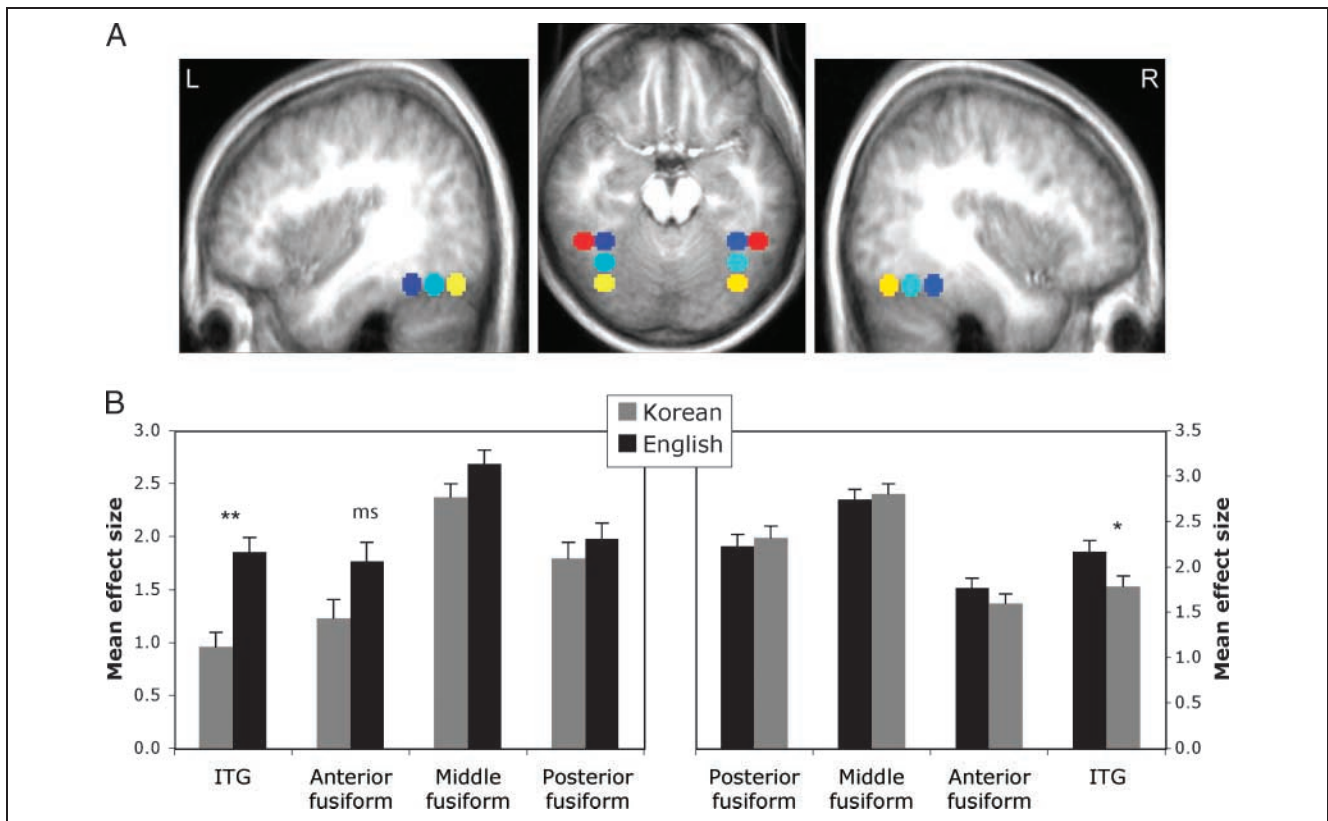 A
L
R
B
Korean
English
Mean effect size
3.0
2.5
2.0
1.5
1.0
0.5
0.0
**
ms
ITG
Anterior
fusiform
Middle
fusiform
Posterior
fusiform
*
3.5
3.0
2.5
2.0
1.5
1.0
0.5
0.0
Mean effect size
Posterior
fusiform
Middle
fusiform
Anterior
fusiform
ITG